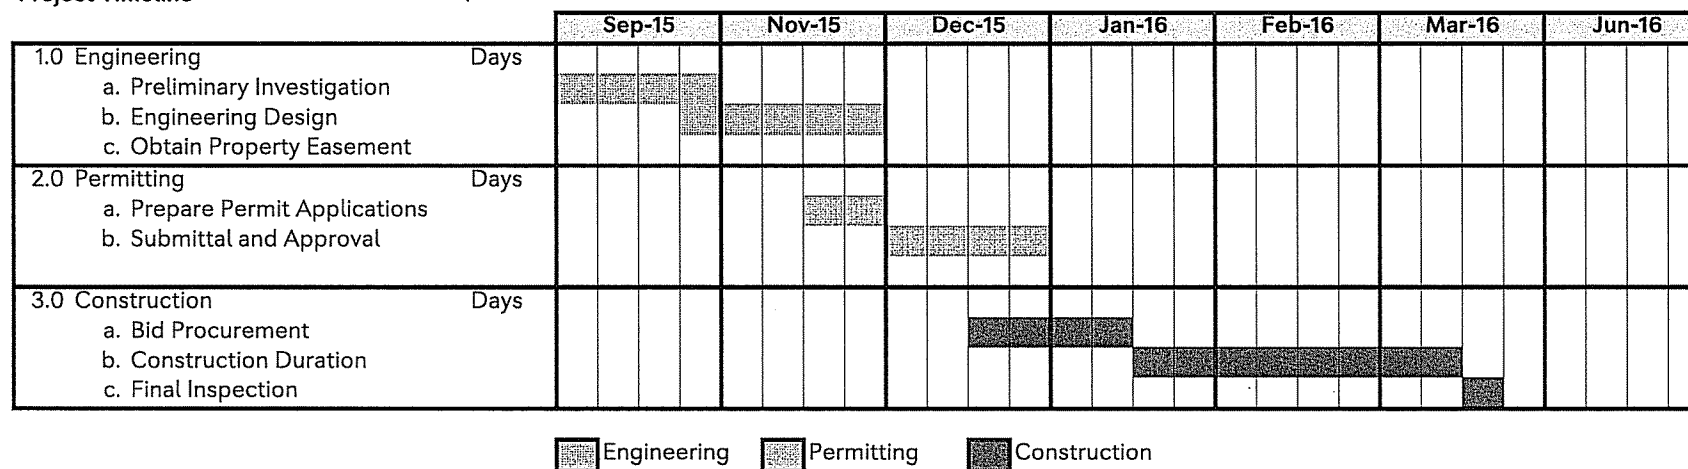 Project Timeline
Sep-15 Nov-15 Dec-15 Jan-16 Feb-16 Mar-16 Jun-16
1.0 Engineering Days
a. Preliminary Investigation
b. Engineering Design
c. Obtain Property Easement
2.0 Permitting Days
a. Prepare Permit Applications
b. Submittal and Approval
3.0 Construction Days
a. Bid Procurement
b. Construction Duration
c. Final Inspection
Engineering Permitting Construction